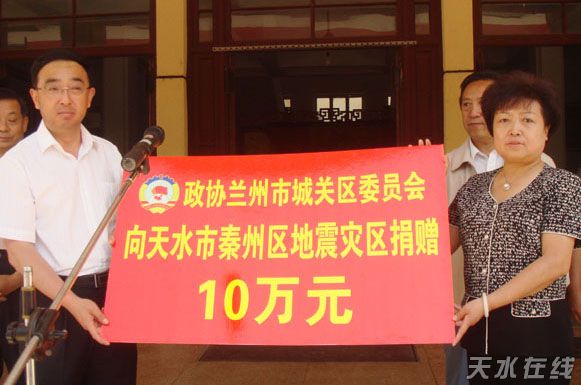 政协兰州市城关区委员会
向天水市秦州区地震灾区捐赠
10万元
天水在线